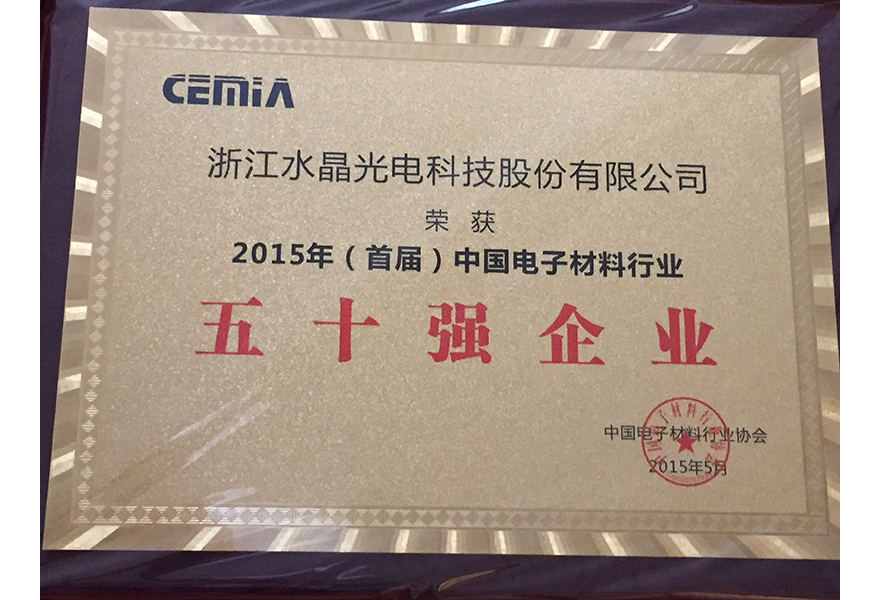 CEMIA
浙江水晶光电科技股份有限公司
荣 获
2015年（首届）中国电子材料行业
五十强企业
中国电子材料行业协会
2015年5月